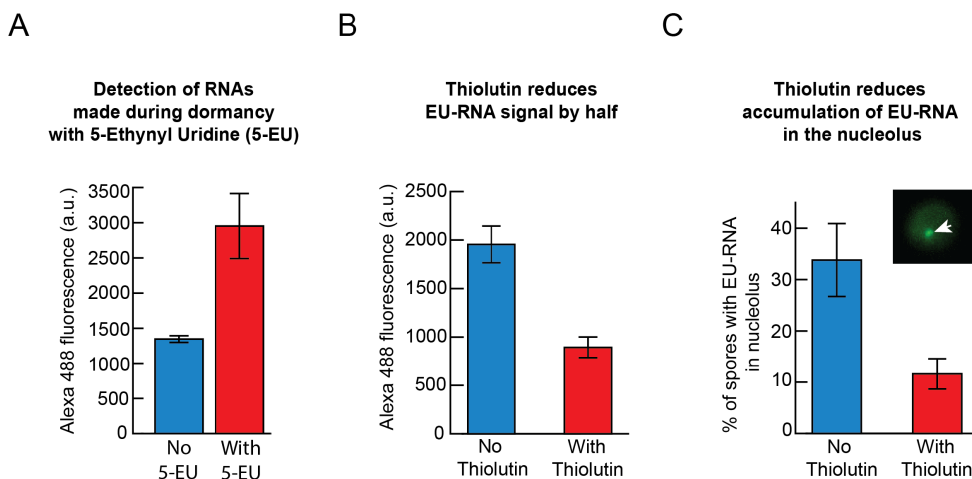 A
Detection of RNAs
made during dormancy
with 5-Ethynyl Uridine (5-EU)
Alexa 488 fluorescence (a.u.)
3500
3000
2500
2000
1500
1000
500
0
No
5-EU
With
5-EU
B
Thiolutin reduces
EU-RNA signal by half
Alexa 488 fluorescence (a.u.)
2500
2000
1500
1000
500
0
No
Thiolutin
With
Thiolutin
C
Thiolutin reduces
accumulation of EU-RNA
in the nucleolus
% of spores with EU-RNA
in nucleolus
40
30
20
10
0
No
Thiolutin
With
Thiolutin